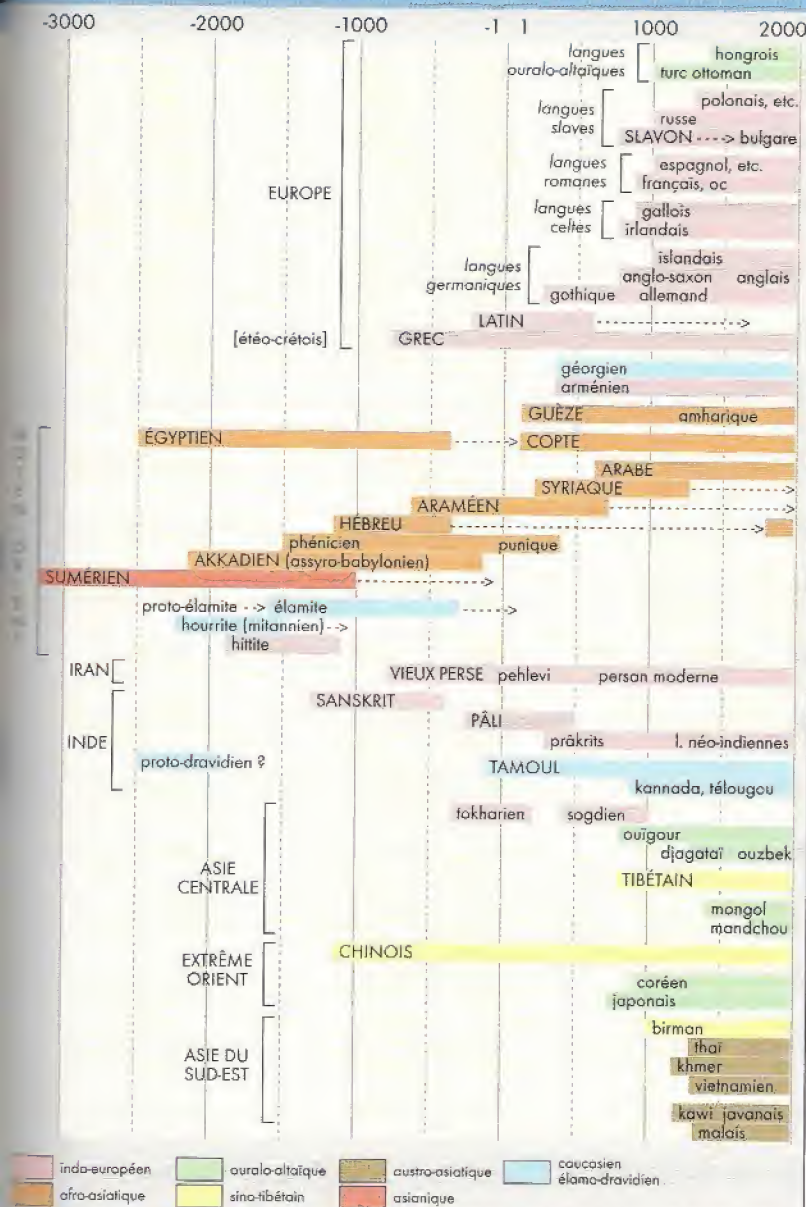 -3000 -2000 -1000 -1 1 1000 2000
langues hongrois
ouralo-altaïques turc ottoman
polonais, etc.
langues russe
slaves SLAVON ----> bulgare
langues espagnol, etc.
romanes français, oc
EUROPE
langues gallois
celtes irlandais
islandais
langues anglo-saxon anglais
germaniques gothique allemand
LATIN
[étéo-crétois] GREC
géorgien
arménien
GUÈZE amharique
ÉGYPTIEN COPTE
ARABE
SYRIAQUE
ARAMÉEN
HÉBREU
phénicien punique
AKKADIEN (assyro-babylonien)
SUMÉRIEN
proto-élamite --> élamite
hourrite (mitannien) -->
hittite
IRAN VIEUX PERSE pehlevi persan moderne
SANSKRIT
PÂLI
INDE prâkrits l. néo-indiennes
proto-dravidien ? TAMOUL
kannada, télougou
tokharien sogdien
ouïgour
djagataï ouzbek
ASIE
CENTRALE TIBÉTAIN
mongol
mandchou
CHINOIS
EXTRÊME
ORIENT coréen
japonais
birman
thaï
ASIE DU khmer
SUD-EST vietnamien
kawi javanais
malais
indo-européen ouralo-altaïque austro-asiatique caucasien
élamo-dravidien
afro-asiatique sino-tibétain asianique